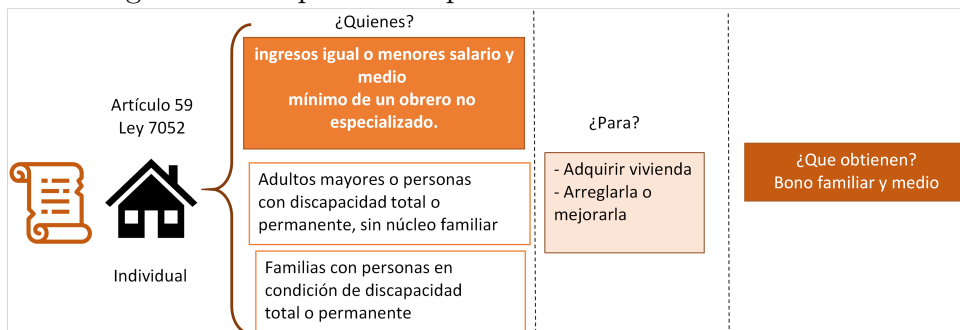 ¿Quienes?
ingresos igual o menores salario y
medio
mínimo de un obrero no
especializado.
Artículo 59
Ley 7052
¿Para?
- Adquirir vivienda
- Arreglarla o
mejorarla
¿Que obtienen?
Bono familiar y medio
Adultos mayores o personas
con discapacidad total o
permanente, sin núcleo familiar
Individual
Familias con personas en
condición de discapacidad
total o permanente